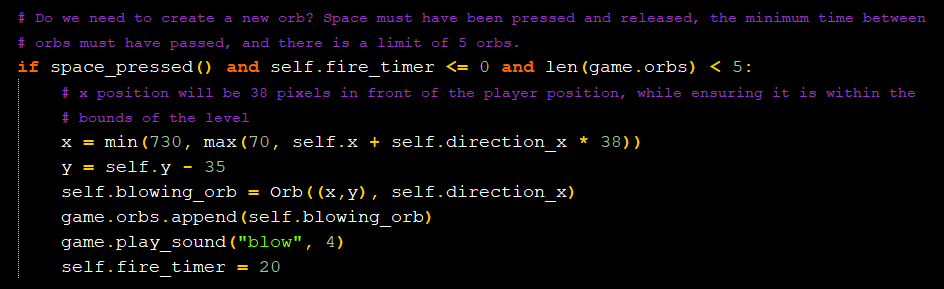 # Do we need to create a new orb? Space must have been pressed and released, the minimum time between
# orbs must have passed, and there is a limit of 5 orbs.
if space_pressed() and self.fire_timer <= 0 and len(game.orbs) < 5:
    # x position will be 38 pixels in front of the player position, while ensuring it is within the
    # bounds of the level
    x = min(730, max(70, self.x + self.direction_x * 38))
    y = self.y - 35
    self.blowing_orb = Orb((x,y), self.direction_x)
    game.orbs.append(self.blowing_orb)
    game.play_sound("blow", 4)
    self.fire_timer = 20